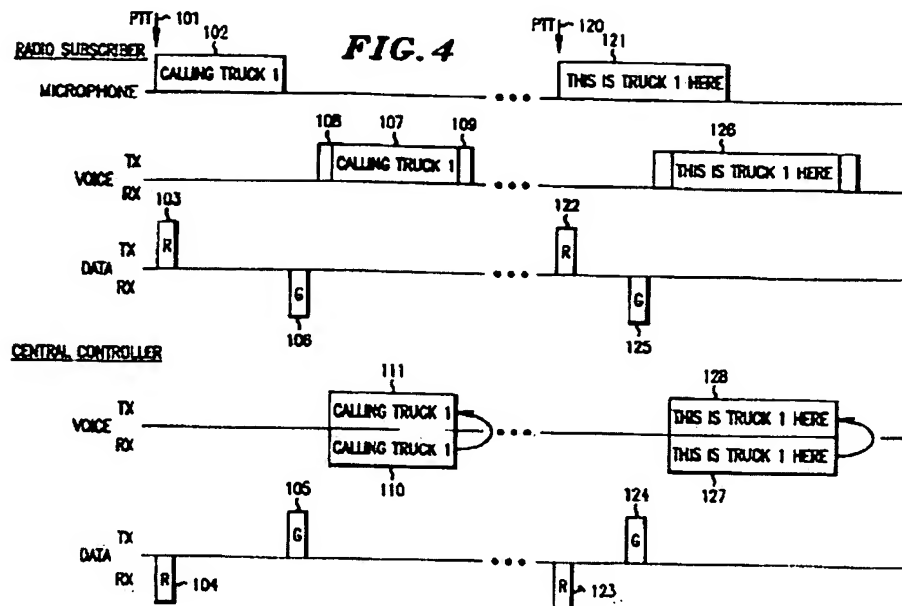 PTT 101 102 FIG. 4 PTT 120 121
RADIO SUBSCRIBER
CALLING TRUCK 1 THIS IS TRUCK 1 HERE
MICROPHONE
108 107 109 126
TX CALLING TRUCK 1 THIS IS TRUCK 1 HERE
VOICE
RX
103 122
TX R R
DATA
RX G G
106 125
CENTRAL CONTROLLER
111 128
TX CALLING TRUCK 1 THIS IS TRUCK 1 HERE
VOICE
RX CALLING TRUCK 1 THIS IS TRUCK 1 HERE
110 127
105 124
TX G G
DATA
RX R 104 R 123